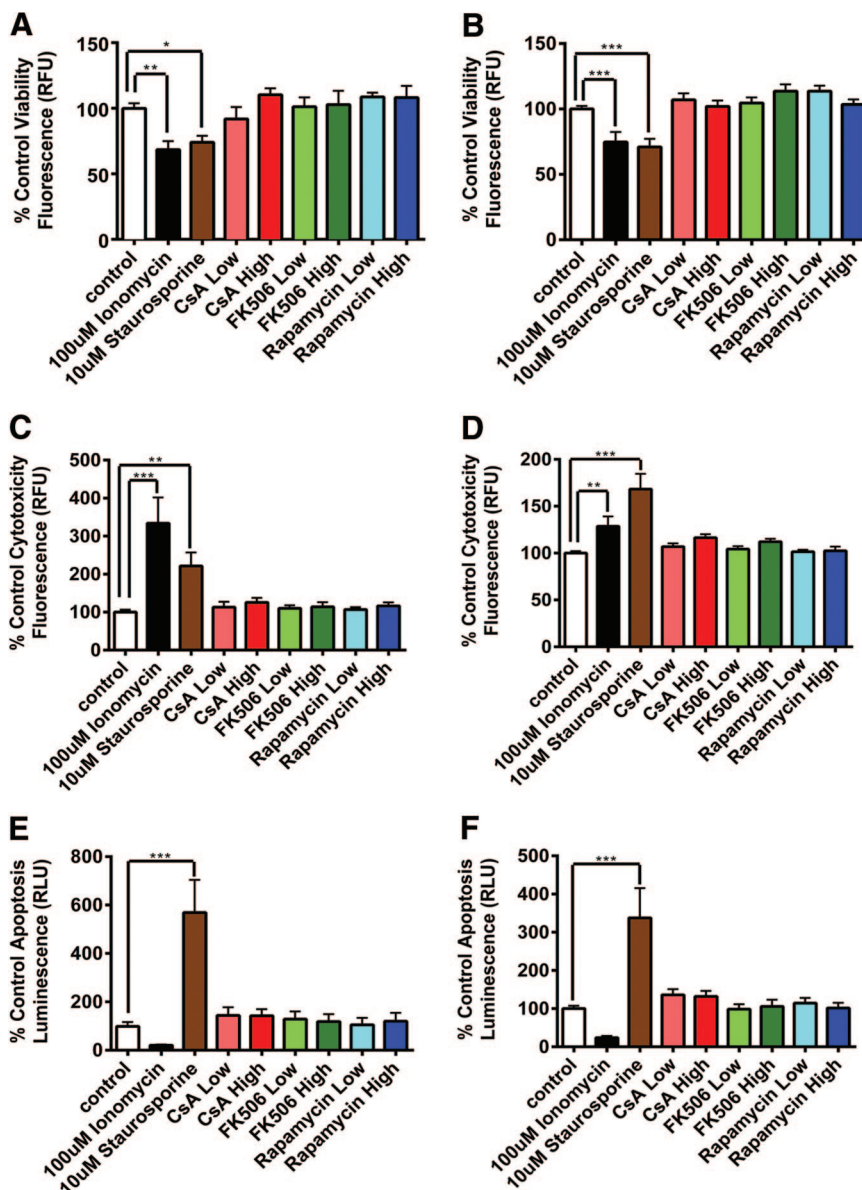 A
% Control Viability
Fluorescence (RFU)
150
100
50
0
*
**
control
100uM Ionomycin
10uM Staurosporine
CsA Low
CsA High
FK506 Low
FK506 High
Rapamycin Low
Rapamycin High
B
% Control Viability
Fluorescence (RFU)
150
100
50
0
***
***
control
100uM Ionomycin
10uM Staurosporine
CsA Low
CsA High
FK506 Low
FK506 High
Rapamycin Low
Rapamycin High
C
% Control Cytotoxicity
Fluorescence (RFU)
500
400
300
200
100
0
**
***
control
100uM Ionomycin
10uM Staurosporine
CsA Low
CsA High
FK506 Low
FK506 High
Rapamycin Low
Rapamycin High
D
% Control Cytotoxicity
Fluorescence (RFU)
200
150
100
50
0
***
**
control
100uM Ionomycin
10uM Staurosporine
CsA Low
CsA High
FK506 Low
FK506 High
Rapamycin Low
Rapamycin High
E
% Control Apoptosis
Luminescence (RLU)
800
600
400
200
0
***
control
100uM Ionomycin
10uM Staurosporine
CsA Low
CsA High
FK506 Low
FK506 High
Rapamycin Low
Rapamycin High
F
% Control Apoptosis
Luminescence (RLU)
500
400
300
200
100
0
***
control
100uM Ionomycin
10uM Staurosporine
CsA Low
CsA High
FK506 Low
FK506 High
Rapamycin Low
Rapamycin High